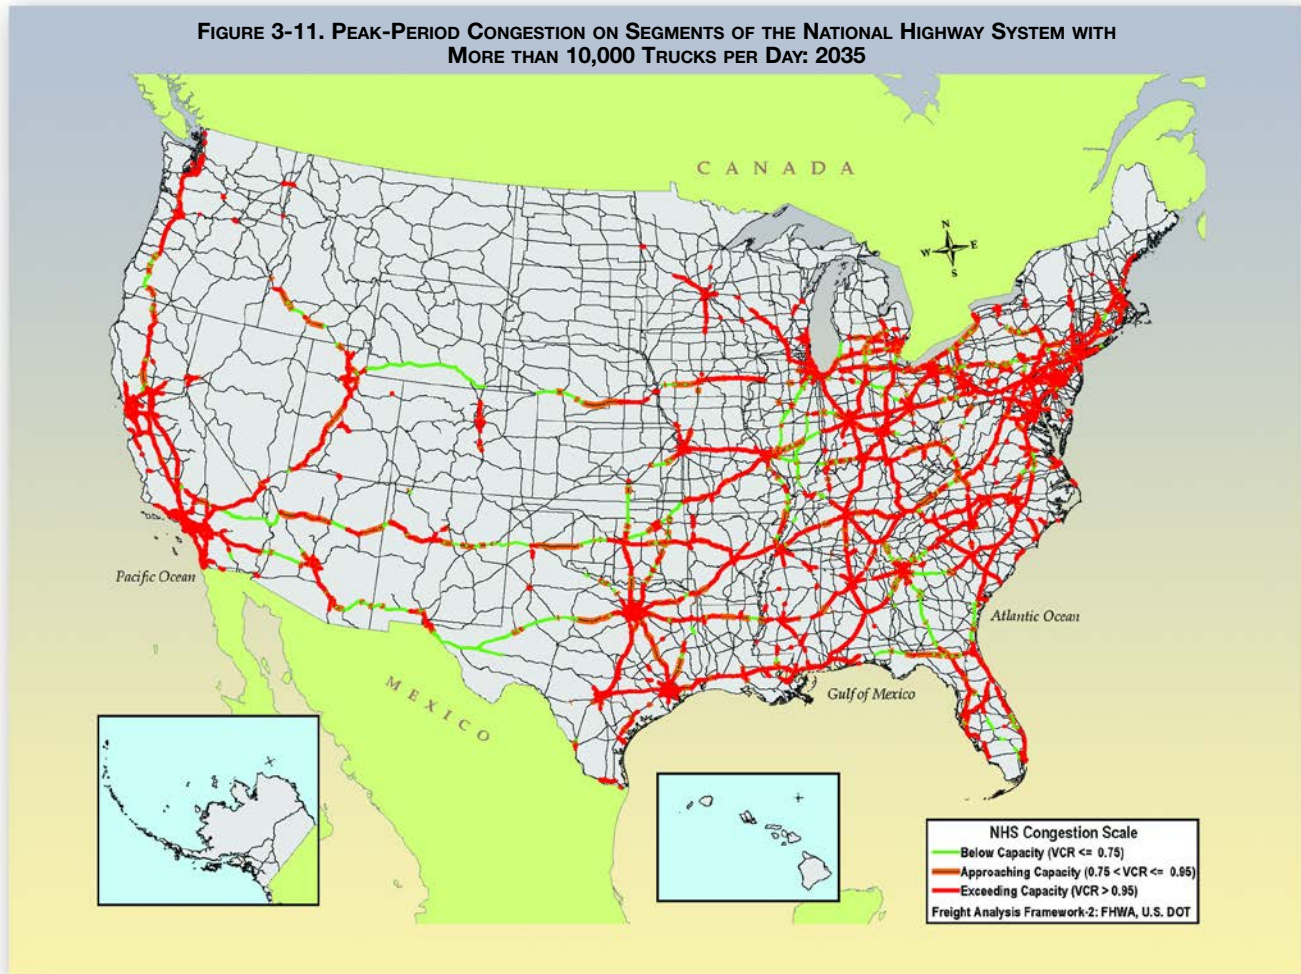 FIGURE 3-11. PEAK-PERIOD CONGESTION ON SEGMENTS OF THE NATIONAL HIGHWAY SYSTEM WITH
MORE THAN 10,000 TRUCKS PER DAY: 2035
CANADA
N
W E
S
Pacific Ocean
Atlantic Ocean
MEXICO
Gulf of Mexico
NHS Congestion Scale
Below Capacity (VCR <= 0.75)
Approaching Capacity (0.75 < VCR <= 0.95)
Exceeding Capacity (VCR > 0.95)
Freight Analysis Framework-2: FHWA, U.S. DOT